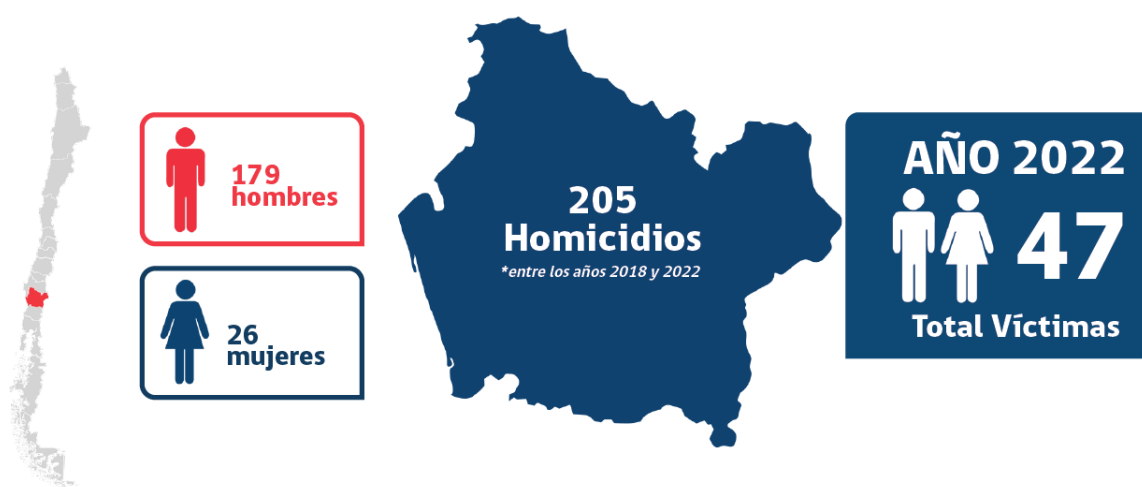 179
hombres
26
mujeres
205
Homicidios
*entre los años 2018 y 2022
AÑO 2022
47
Total Víctimas